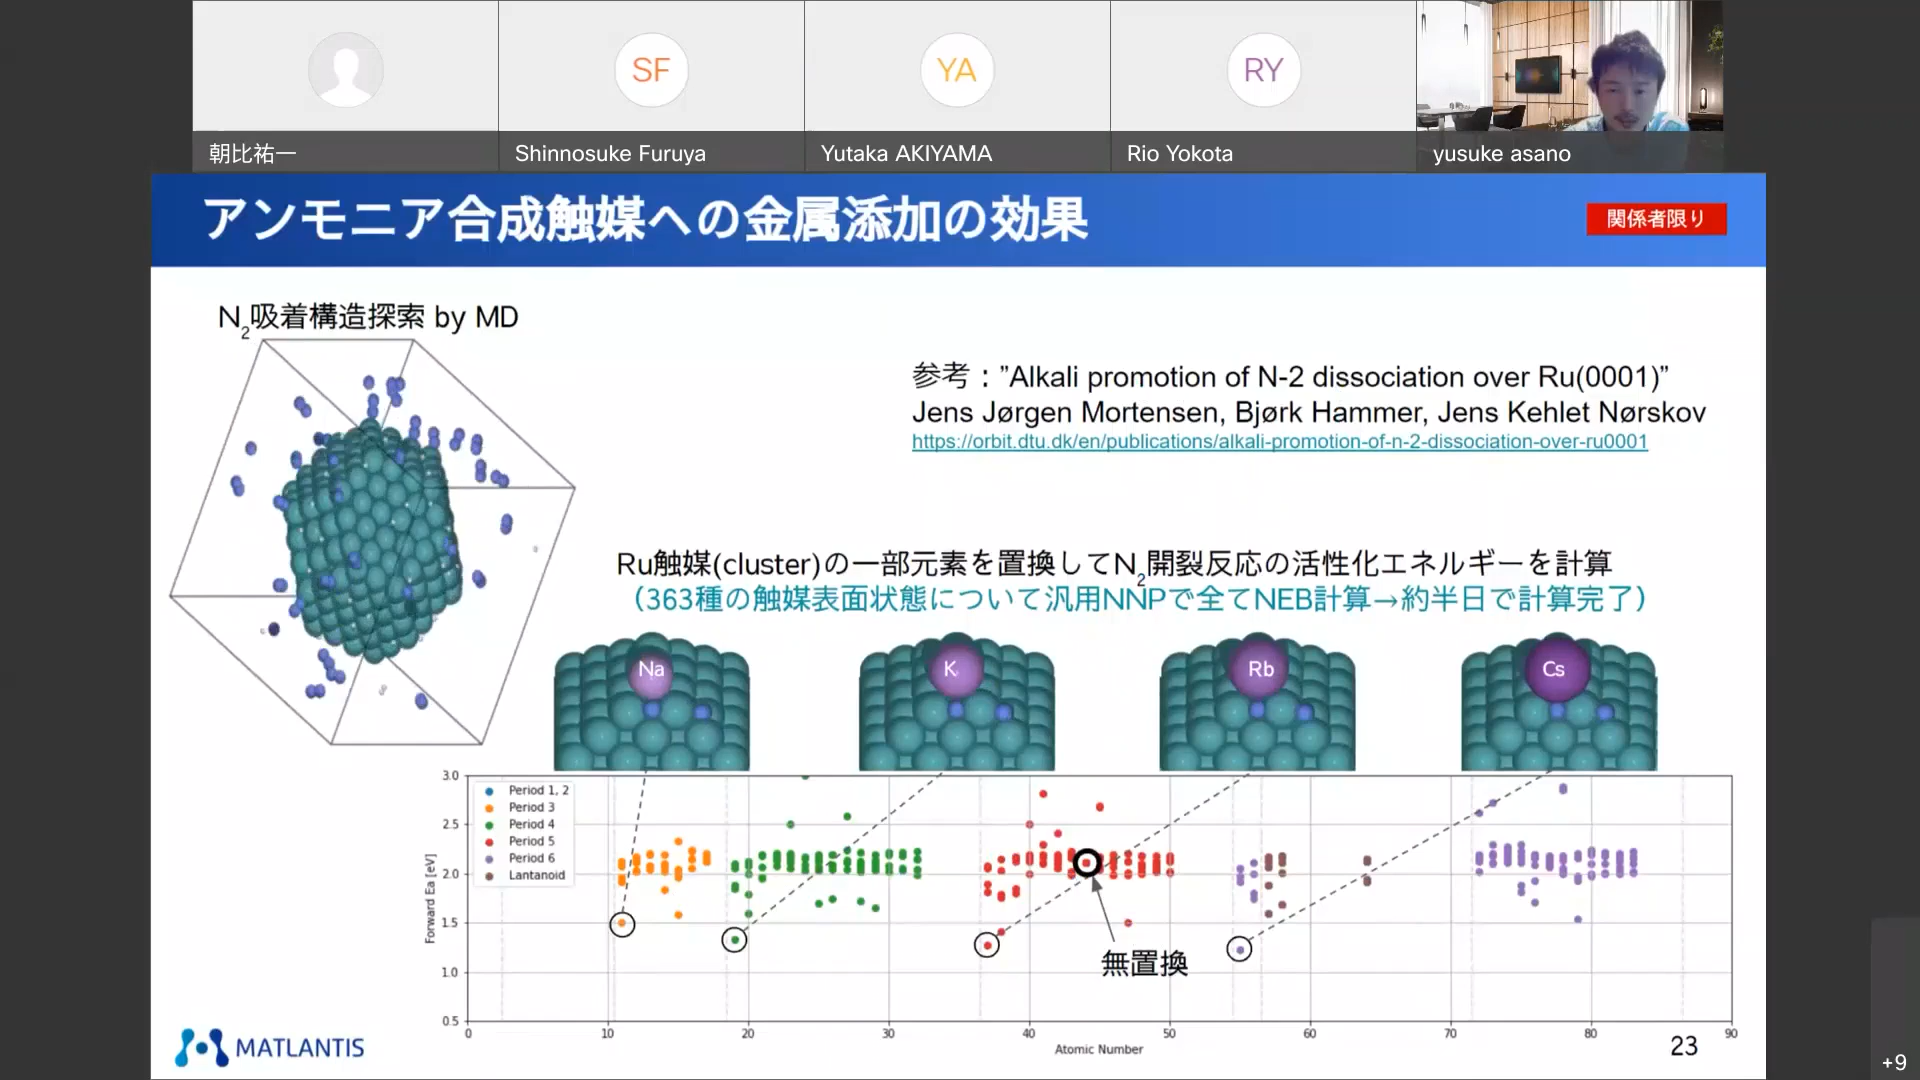 SF
YA
RY
朝比祐一
Shinnosuke Furuya
Yutaka AKIYAMA
Rio Yokota
yusuke asano
アンモニア合成触媒への金属添加の効果
関係者限り
N2吸着構造探索 by MD
参考：”Alkali promotion of N-2 dissociation over Ru(0001)”
Jens Jørgen Mortensen, Bjørk Hammer, Jens Kehlet Nørskov
https://orbit.dtu.dk/en/publications/alkali-promotion-of-n-2-dissociation-over-ru0001
Ru触媒(cluster)の一部元素を置換してN2開裂反応の活性化エネルギーを計算
（363種の触媒表面状態について汎用NNPで全てNEB計算→約半日で計算完了）
Na
K
Rb
Cs
3.0
2.5
2.0
1.5
1.0
0.5
Forward Ea [eV]
Period 1, 2
Period 3
Period 4
Period 5
Period 6
Lantanoid
無置換
0 10 20 30 40 50 60 70 80 90
Atomic Number
MATLANTIS
23
+9